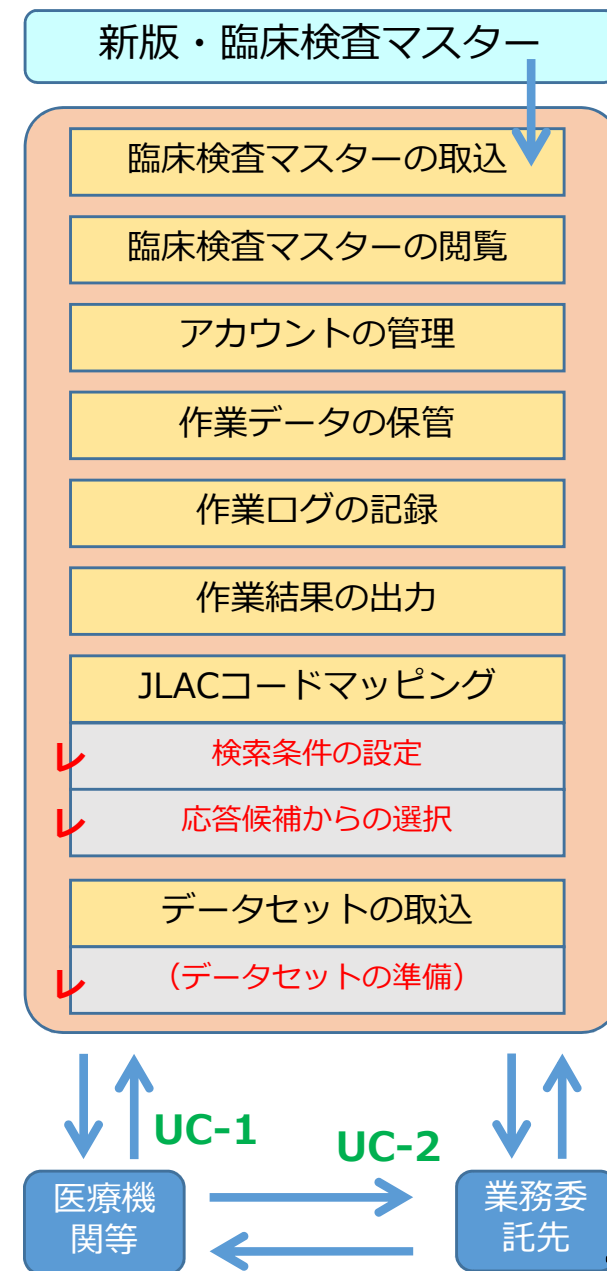 新版・臨床検査マスター
臨床検査マスターの取込
臨床検査マスターの閲覧
アカウントの管理
作業データの保管
作業ログの記録
作業結果の出力
JLACコードマッピング
レ 検索条件の設定
レ 応答候補からの選択
データセットの取込
レ （データセットの準備）
UC-1
UC-2
医療機
関等
業務委
託先